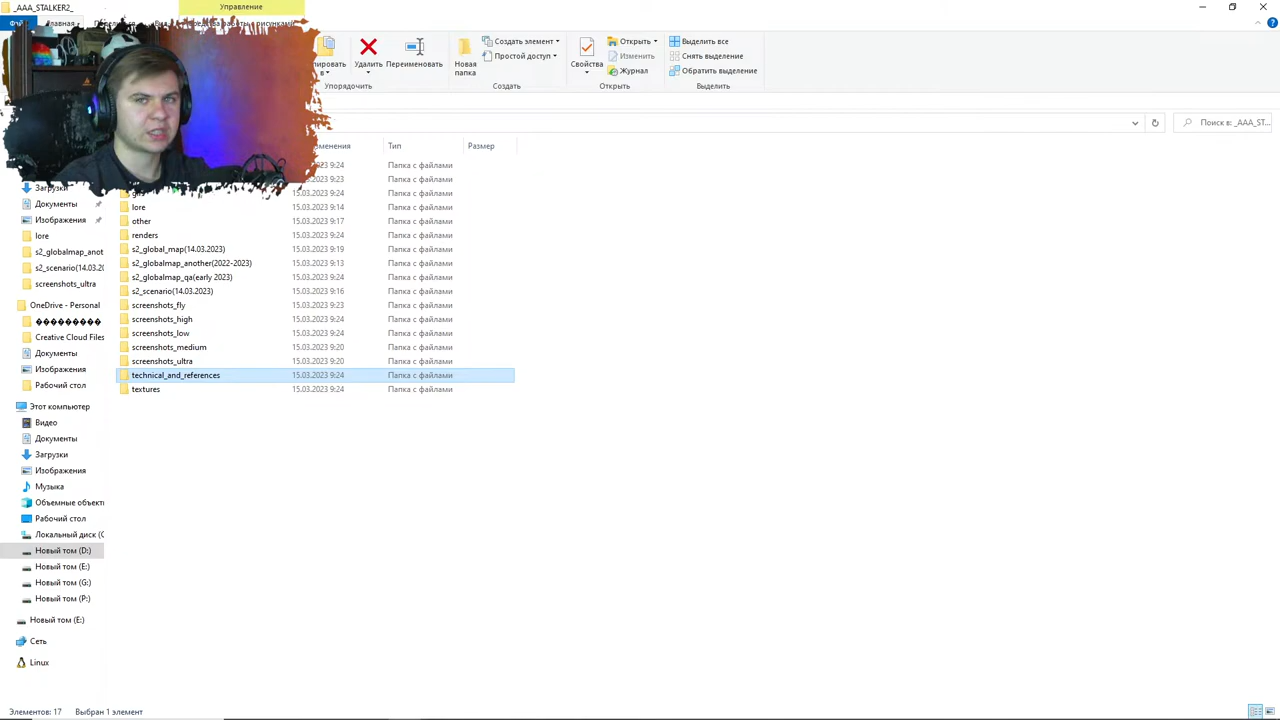 _AAA_STALKER2_
Управление
Файл Главная
Удалить
Переименовать
Новая папка
Создать элемент
Простой доступ
Свойства
Открыть
Изменить
Журнал
Выделить все
Снять выделение
Обратить выделение
Упорядочить
Создать
Открыть
Выделить
Поиск в: _AAA_ST...
Тип
Размер
15.03.2023 9:24 Папка с файлами
15.03.2023 9:23 Папка с файлами
15.03.2023 9:24 Папка с файлами
lore 15.03.2023 9:14 Папка с файлами
other 15.03.2023 9:17 Папка с файлами
renders 15.03.2023 9:24 Папка с файлами
s2_global_map(14.03.2023) 15.03.2023 9:19 Папка с файлами
s2_globalmap_another(2022-2023) 15.03.2023 9:13 Папка с файлами
s2_globalmap_qa(early 2023) 15.03.2023 9:24 Папка с файлами
s2_scenario(14.03.2023) 15.03.2023 9:16 Папка с файлами
screenshots_fly 15.03.2023 9:23 Папка с файлами
screenshots_high 15.03.2023 9:24 Папка с файлами
screenshots_low 15.03.2023 9:24 Папка с файлами
screenshots_medium 15.03.2023 9:20 Папка с файлами
screenshots_ultra 15.03.2023 9:20 Папка с файлами
technical_and_references 15.03.2023 9:24 Папка с файлами
textures 15.03.2023 9:24 Папка с файлами
Загрузки
Документы
Изображения
lore
s2_globalmap_anot
s2_scenario(14.03.20
screenshots_ultra
OneDrive - Personal
���������
Creative Cloud Files
Документы
Изображения
Рабочий стол
Этот компьютер
Видео
Документы
Загрузки
Изображения
Музыка
Объемные объекты
Рабочий стол
Локальный диск (C
Новый том (D:)
Новый том (E:)
Новый том (G:)
Новый том (P:)
Новый том (E:)
Сеть
Linux
Элементов: 17 Выбран 1 элемент